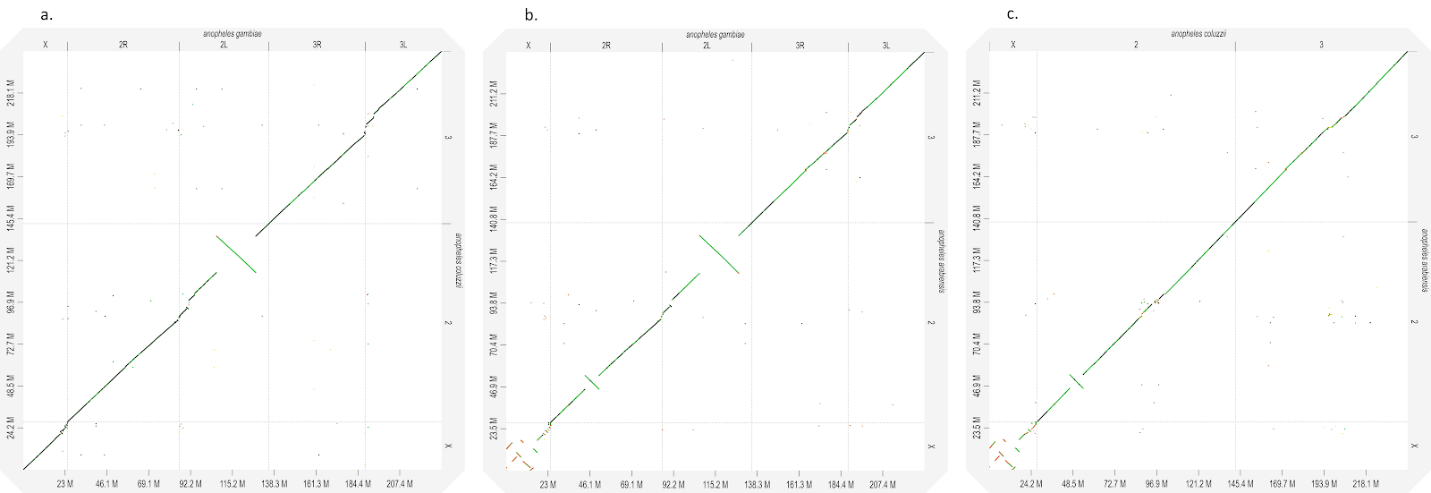 a.
anopheles gambiae
X 2R 2L 3R 3L
218.1 M
193.9 M
169.7 M
145.4 M
121.2 M
96.9 M
72.7 M
48.5 M
24.2 M
3
2
X
anopheles coluzzii
23 M 46.1 M 69.1 M 92.2 M 115.2 M 138.3 M 161.3 M 184.4 M 207.4 M
b.
anopheles gambiae
X 2R 2L 3R 3L
211.2 M
187.7 M
164.2 M
140.8 M
117.3 M
93.8 M
70.4 M
46.9 M
23.5 M
3
2
X
anopheles arabiensis
23 M 46.1 M 69.1 M 92.2 M 115.2 M 138.3 M 161.3 M 184.4 M 207.4 M
c.
anopheles coluzzii
X 2 3
211.2 M
187.7 M
164.2 M
140.8 M
117.3 M
93.8 M
70.4 M
46.9 M
23.5 M
3
2
X
anopheles arabiensis
24.2 M 48.5 M 72.7 M 96.9 M 121.2 M 145.4 M 169.7 M 193.9 M 218.1 M